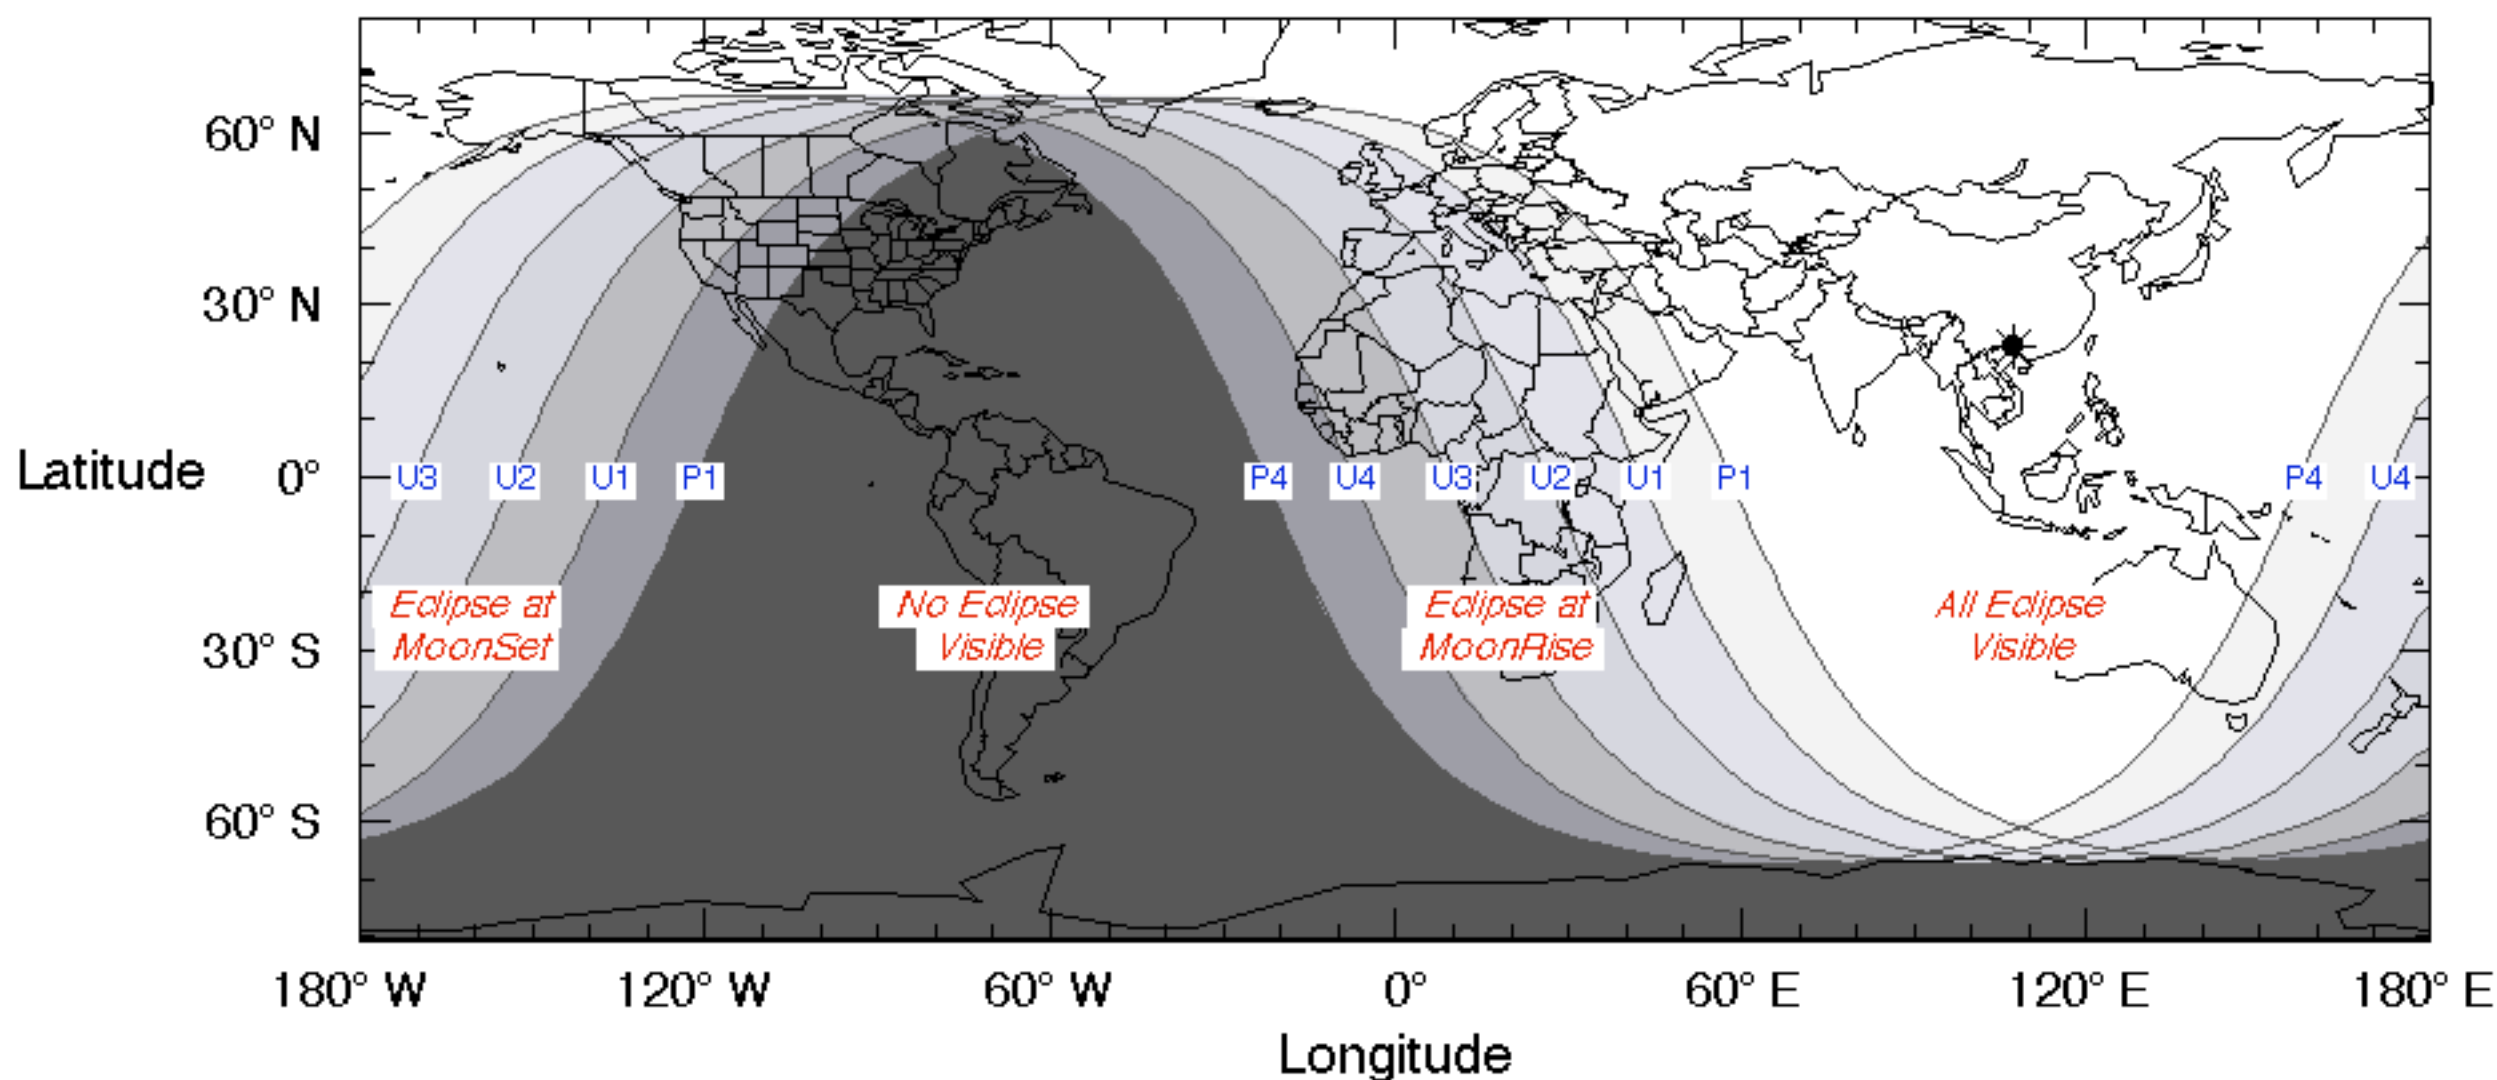 60° N
30° N
Latitude 0° U3 U2 U1 P1 P4 U4 U3 U2 U1 P1 P4 U4
Eclipse at No Eclipse Eclipse at All Eclipse
MoonSet Visible MoonRise Visible
30° S
60° S
180° W 120° W 60° W 0° 60° E 120° E 180° E
Longitude